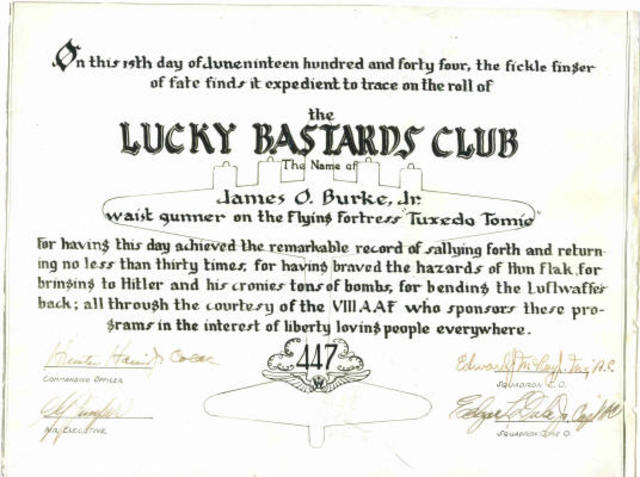 On this 19th day of June nineteen hundred and forty four, the fickle finger
of fate finds it expedient to trace on the roll of
the
LUCKY BASTARDS CLUB
The Name of
James O. Burke, Jr.
waist gunner on the Flying Fortress "Tuxedo Tomie"
For having this day achieved the remarkable record of sallying forth and return-
ing no less than thirty times, for having braved the hazards of Hun Flak, for
bringing to Hitler and his cronies tons of bombs, for bending the Luftwaffes
back; all through the courtesy of the VIII.A.AF who sponsors these pro-
grams in the interest of liberty loving people everywhere.
447
COMMANDING OFFICER
SQUADRON C.O.
AIR EXECUTIVE
SQUADRON O